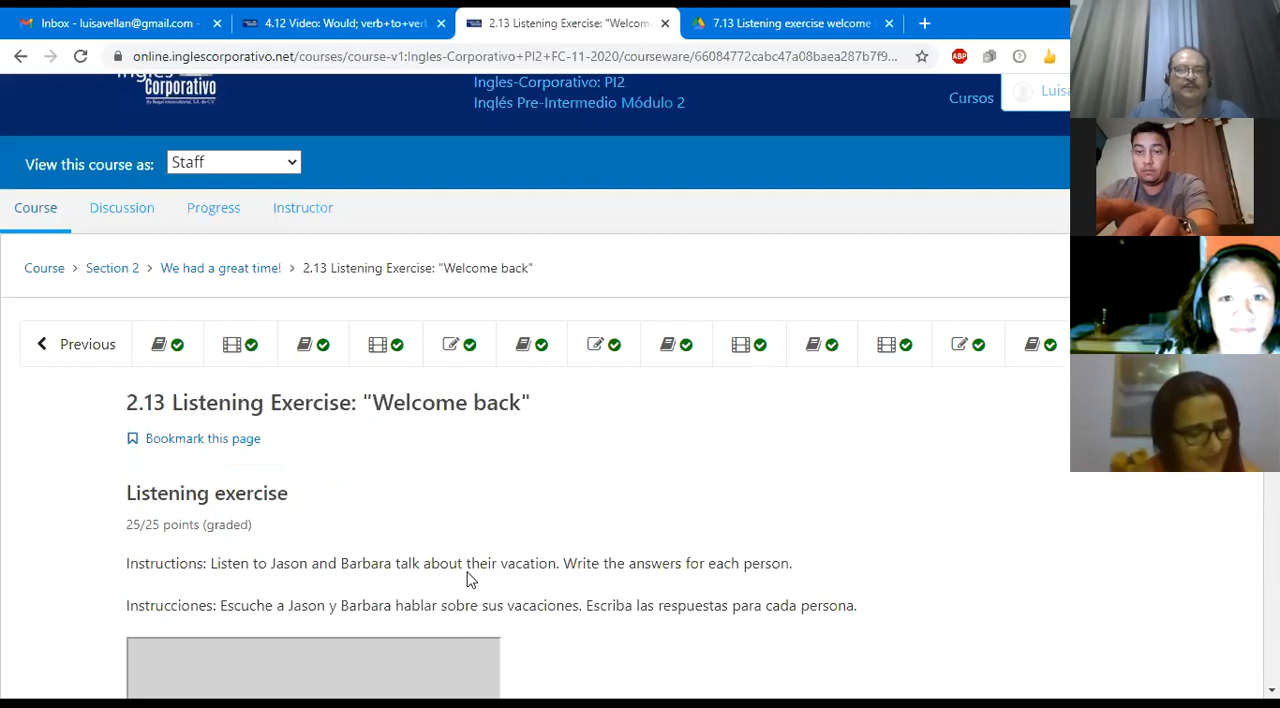 Inbox - luisavellan@gmail.com -
4.12 Video: Would; verb+to+verb
2.13 Listening Exercise: "Welcom
7.13 Listening exercise welcome
online.inglescorporativo.net/courses/course-v1:Ingles-Corporativo+PI2+FC-11-2020/courseware/66084772cabc47a08baea287b7f9...
ABP
Corporativo
Ingles-Corporativo: PI2
Inglés Pre-Intermedio Módulo 2
Cursos
Luisa
View this course as:
Staff
Course
Discussion
Progress
Instructor
Course > Section 2 > We had a great time! > 2.13 Listening Exercise: "Welcome back"
Previous
2.13 Listening Exercise: "Welcome back"
Bookmark this page
Listening exercise
25/25 points (graded)
Instructions: Listen to Jason and Barbara talk about their vacation. Write the answers for each person.
Instrucciones: Escuche a Jason y Barbara hablar sobre sus vacaciones. Escriba las respuestas para cada persona.